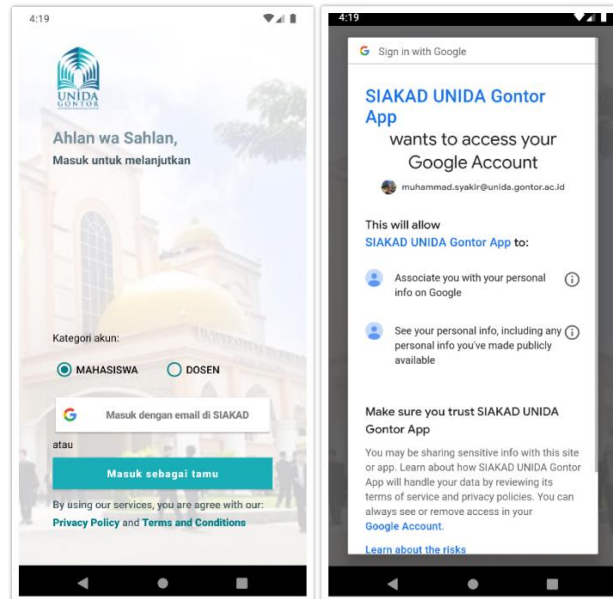 4:19
UNIDA
GONTOR
Ahlan wa Sahlan,
Masuk untuk melanjutkan
Kategori akun:
MAHASISWA
DOSEN
Masuk dengan email di SIAKAD
atau
Masuk sebagai tamu
By using our services, you are agree with our:
Privacy Policy and Terms and Conditions
4:19
Sign in with Google
SIAKAD UNIDA Gontor
App
wants to access your
Google Account
muhammad.syakir@unida.gontor.ac.id
This will allow
SIAKAD UNIDA Gontor App to:
Associate you with your personal
info on Google
See your personal info, including any
personal info you've made publicly
available
Make sure you trust SIAKAD UNIDA
Gontor App
You may be sharing sensitive info with this site
or app. Learn about how SIAKAD UNIDA Gontor
App will handle your data by reviewing its
terms of service and privacy policies. You can
always see or remove access in your
Google Account.
Learn about the risks